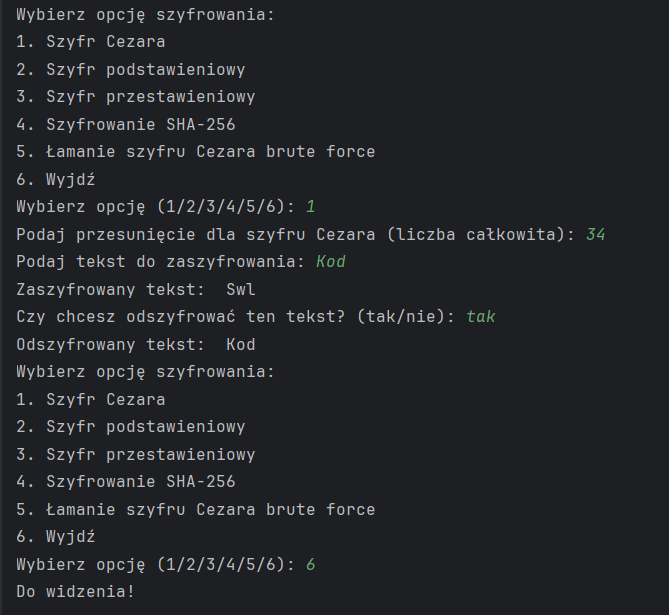 Wybierz opcję szyfrowania:
1. Szyfr Cezara
2. Szyfr podstawieniowy
3. Szyfr przestawieniowy
4. Szyfrowanie SHA-256
5. Łamanie szyfru Cezara brute force
6. Wyjdź
Wybierz opcję (1/2/3/4/5/6): 1
Podaj przesunięcie dla szyfru Cezara (liczba całkowita): 34
Podaj tekst do zaszyfrowania: Kod
Zaszyfrowany tekst:  Swl
Czy chcesz odszyfrować ten tekst? (tak/nie): tak
Odszyfrowany tekst:  Kod
Wybierz opcję szyfrowania:
1. Szyfr Cezara
2. Szyfr podstawieniowy
3. Szyfr przestawieniowy
4. Szyfrowanie SHA-256
5. Łamanie szyfru Cezara brute force
6. Wyjdź
Wybierz opcję (1/2/3/4/5/6): 6
Do widzenia!